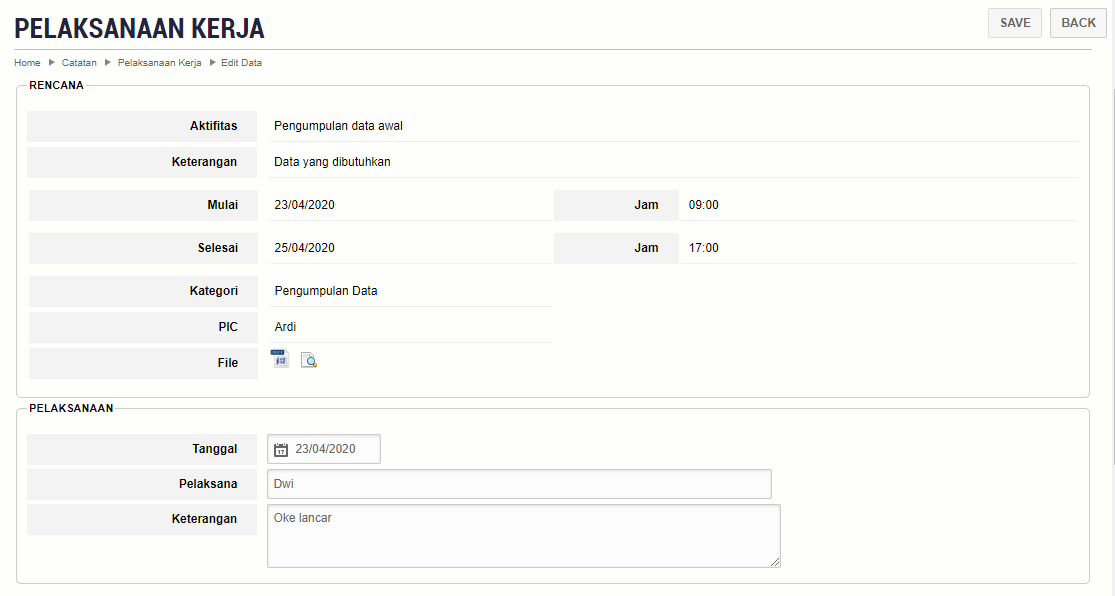 PELAKSANAAN KERJA
SAVE BACK
Home Catatan Pelaksanaan Kerja Edit Data
RENCANA
Aktifitas Pengumpulan data awal
Keterangan Data yang dibutuhkan
Mulai 23/04/2020 Jam 09:00
Selesai 25/04/2020 Jam 17:00
Kategori Pengumpulan Data
PIC Ardi
File
PELAKSANAAN
Tanggal 23/04/2020
Pelaksana Dwi
Keterangan Oke lancar